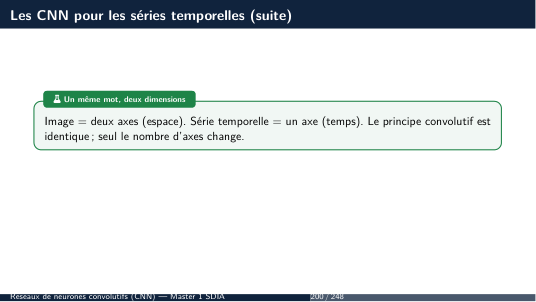 Les CNN pour les séries temporelles (suite)
Un même mot, deux dimensions
Image = deux axes (espace). Série temporelle = un axe (temps). Le principe convolutif est
identique ; seul le nombre d'axes change.
Réseaux de neurones convolutifs (CNN) — Master 1 SDIA
200 / 248